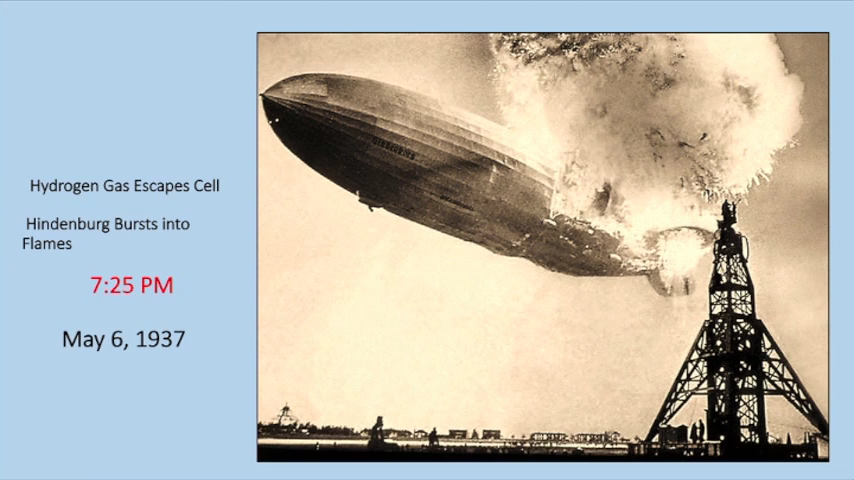 Hydrogen Gas Escapes Cell
Hindenburg Bursts into
Flames
7:25 PM
May 6, 1937